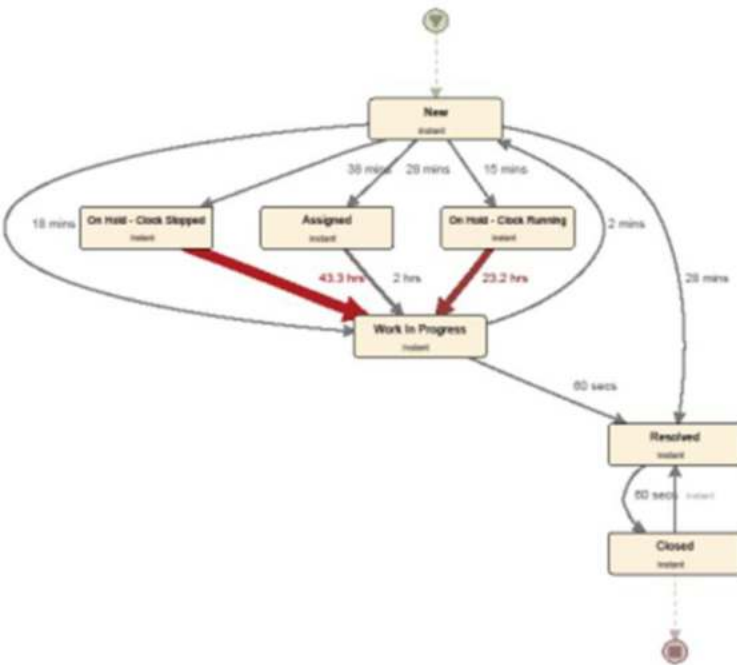 New
Instant
38 mins
28 mins
15 mins
18 mins
On Hold - Clock Stopped
Instant
Assigned
Instant
On Hold - Clock Running
Instant
2 mins
28 mins
43.3 hrs
2 hrs
23.2 hrs
Work In Progress
Instant
60 secs
Resolved
Instant
60 secs
Instant
Closed
Instant